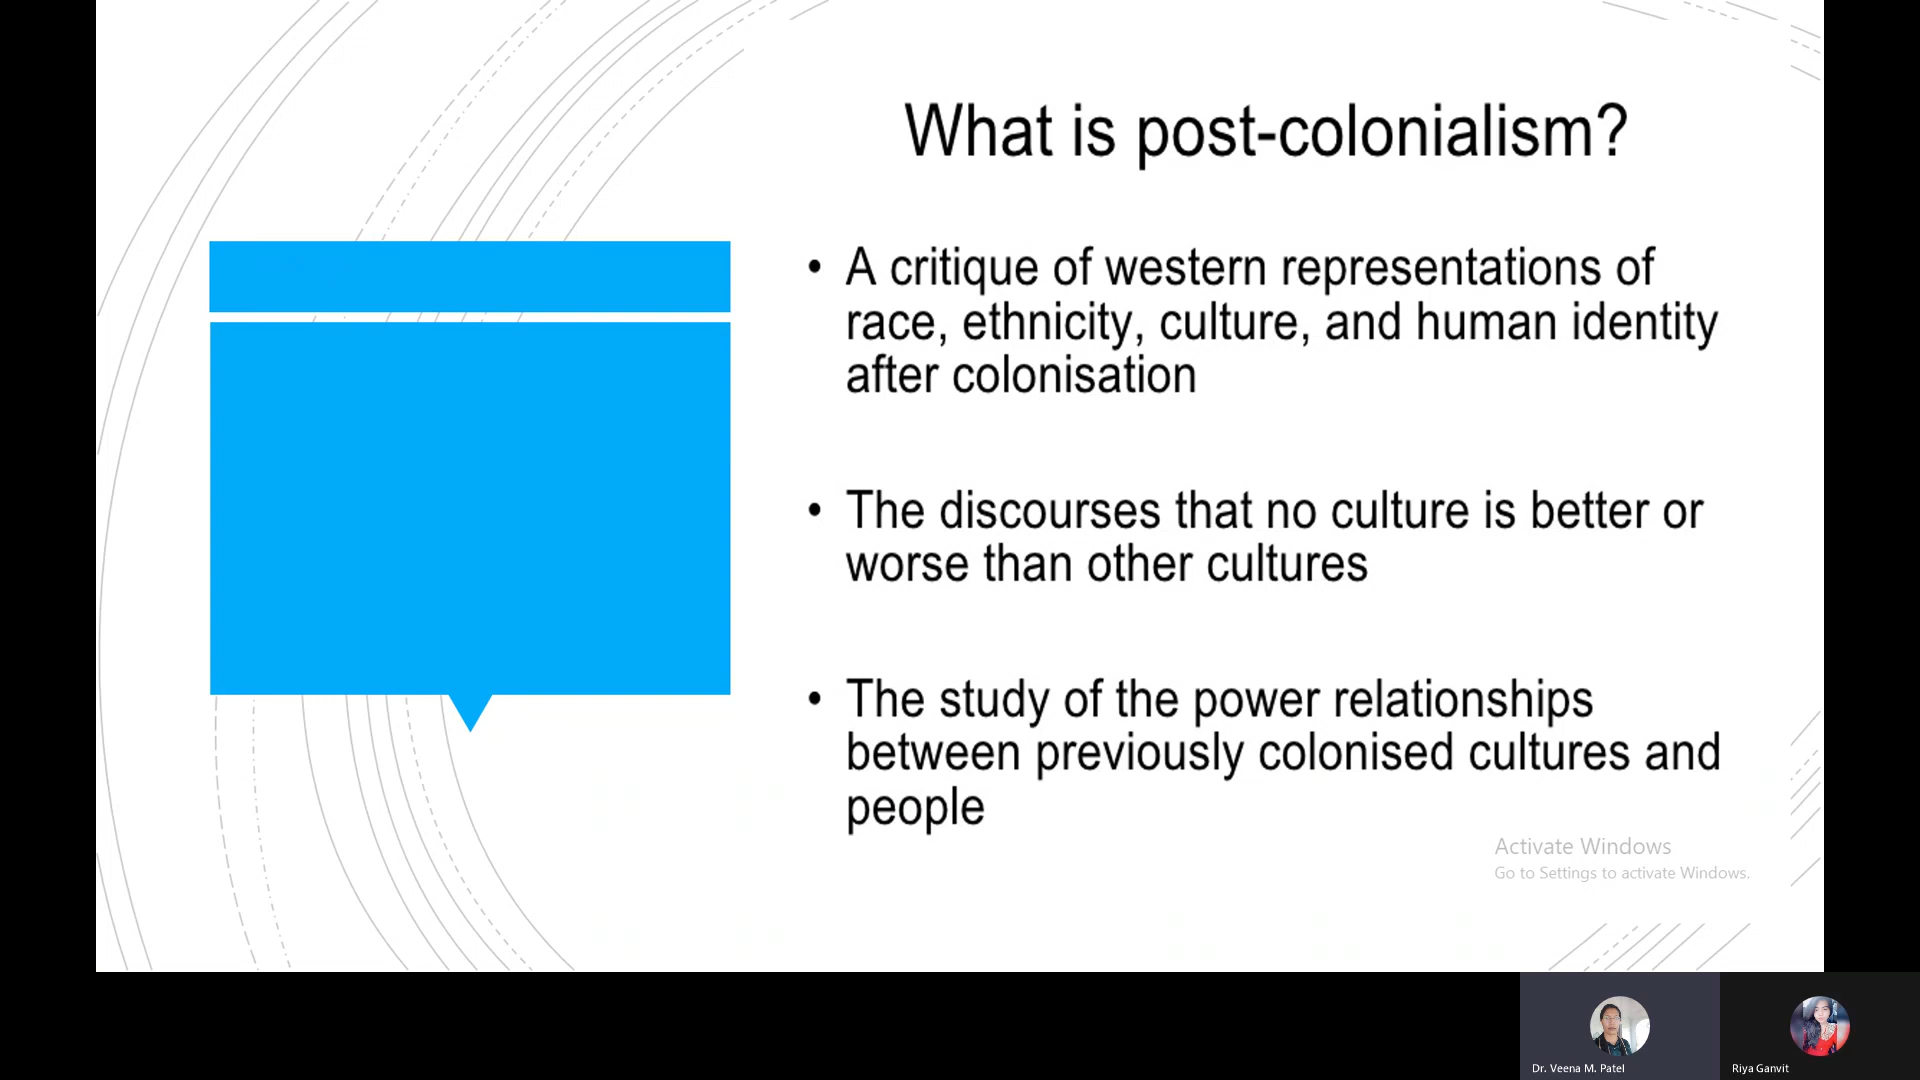 What is post-colonialism?
• A critique of western representations of
race, ethnicity, culture, and human identity
after colonisation
• The discourses that no culture is better or
worse than other cultures
• The study of the power relationships
between previously colonised cultures and
people
Activate Windows
Go to Settings to activate Windows.
Dr. Veena M. Patel
Riya Ganvit